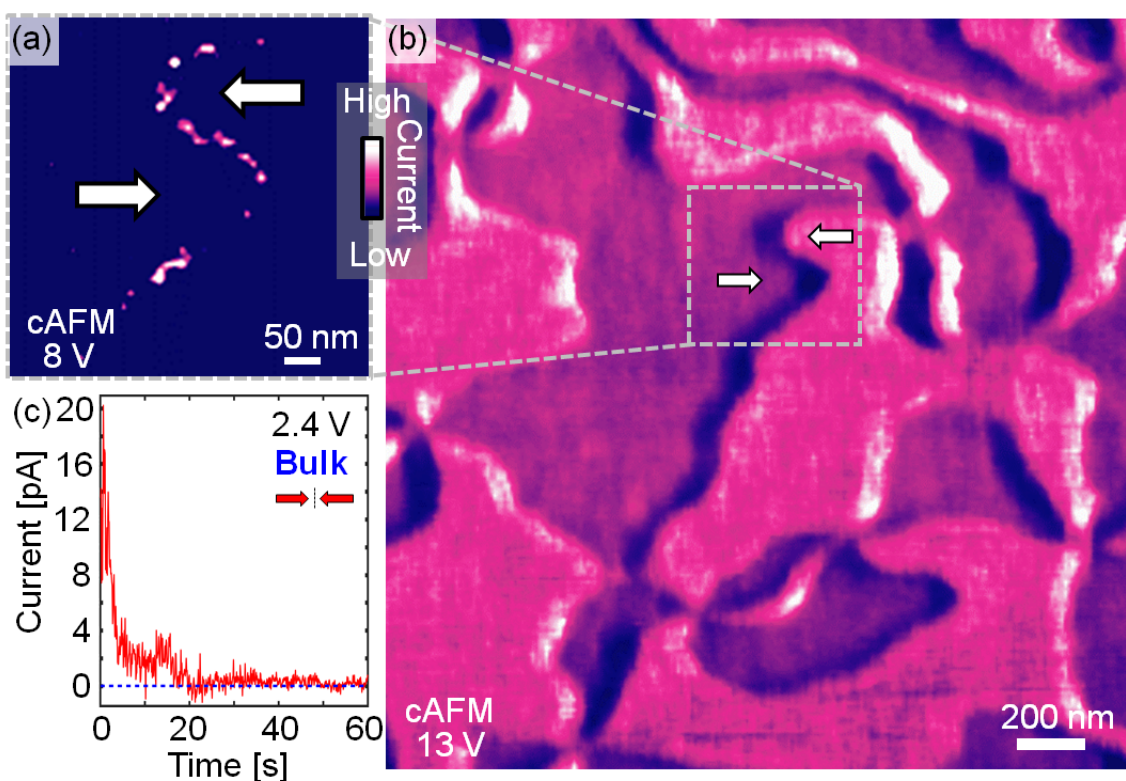 (a)
High
Current
Low
cAFM
8 V
50 nm
(b)
cAFM
13 V
200 nm
(c)
20
16
12
8
4
0
Current [pA]
2.4 V
Bulk
0
20
40
60
Time [s]